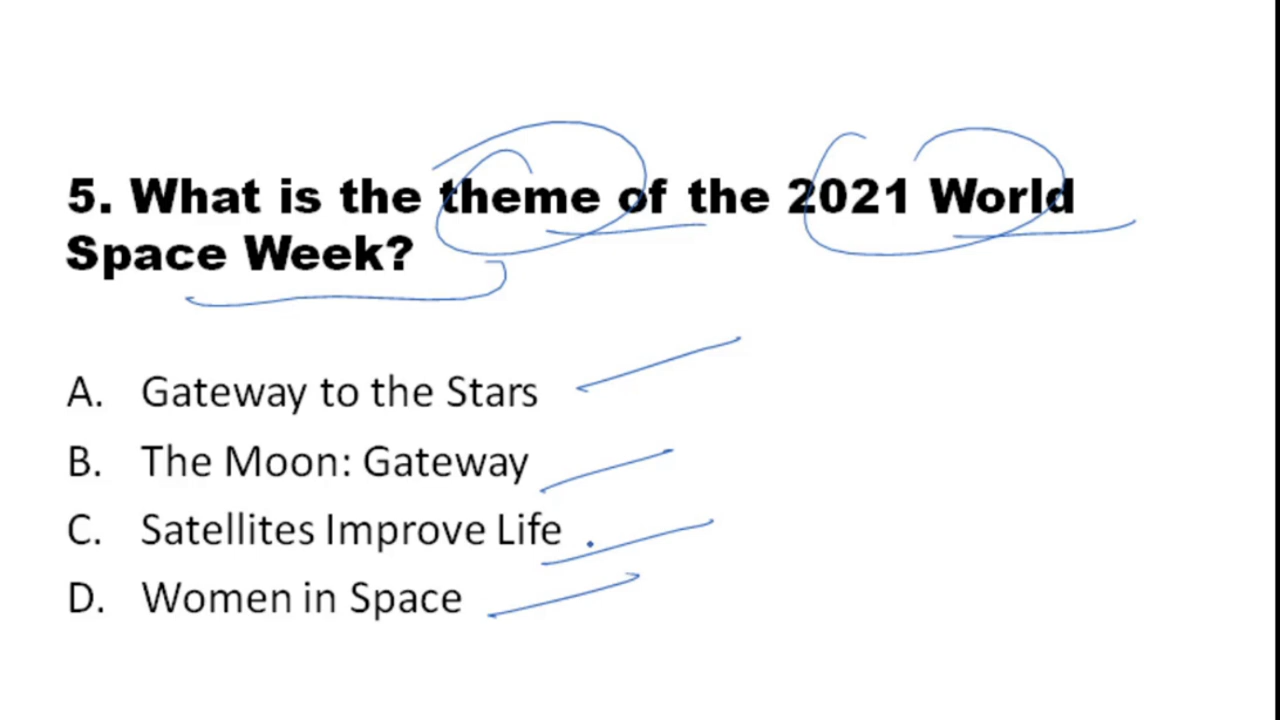 5. What is the theme of the 2021 World
Space Week?
A. Gateway to the Stars
B. The Moon: Gateway
C. Satellites Improve Life
D. Women in Space